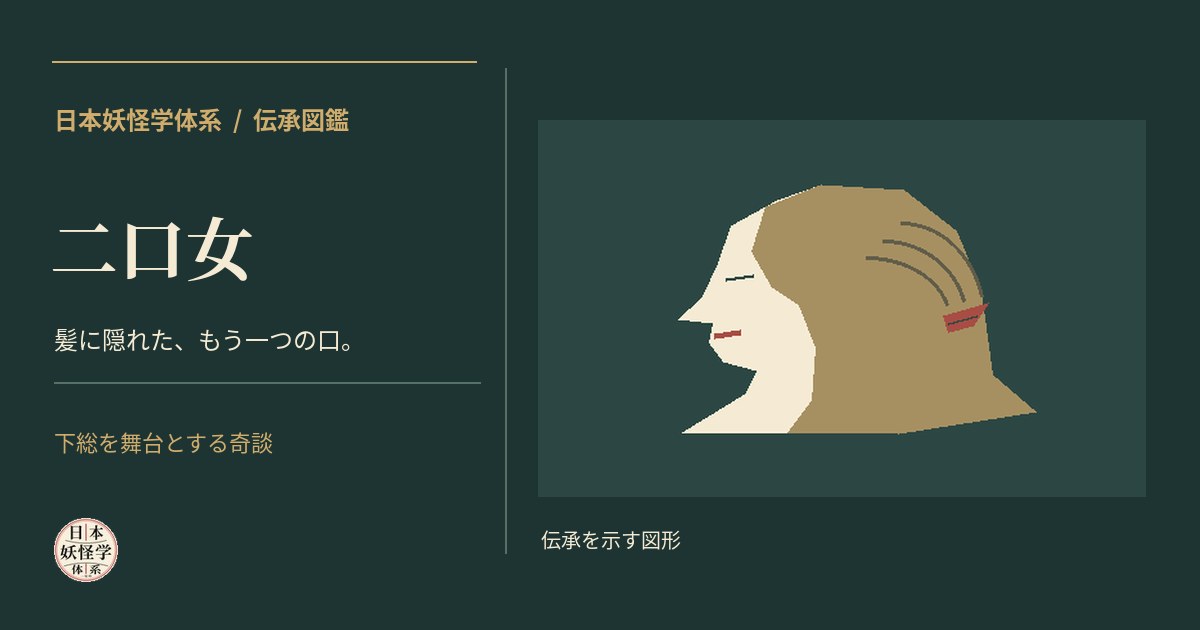 日本妖怪学体系 / 伝承図鑑
二口女
髪に隠れた、もう一つの口。
下総を舞台とする奇談
日本
妖怪学
体系
伝承を示す図形